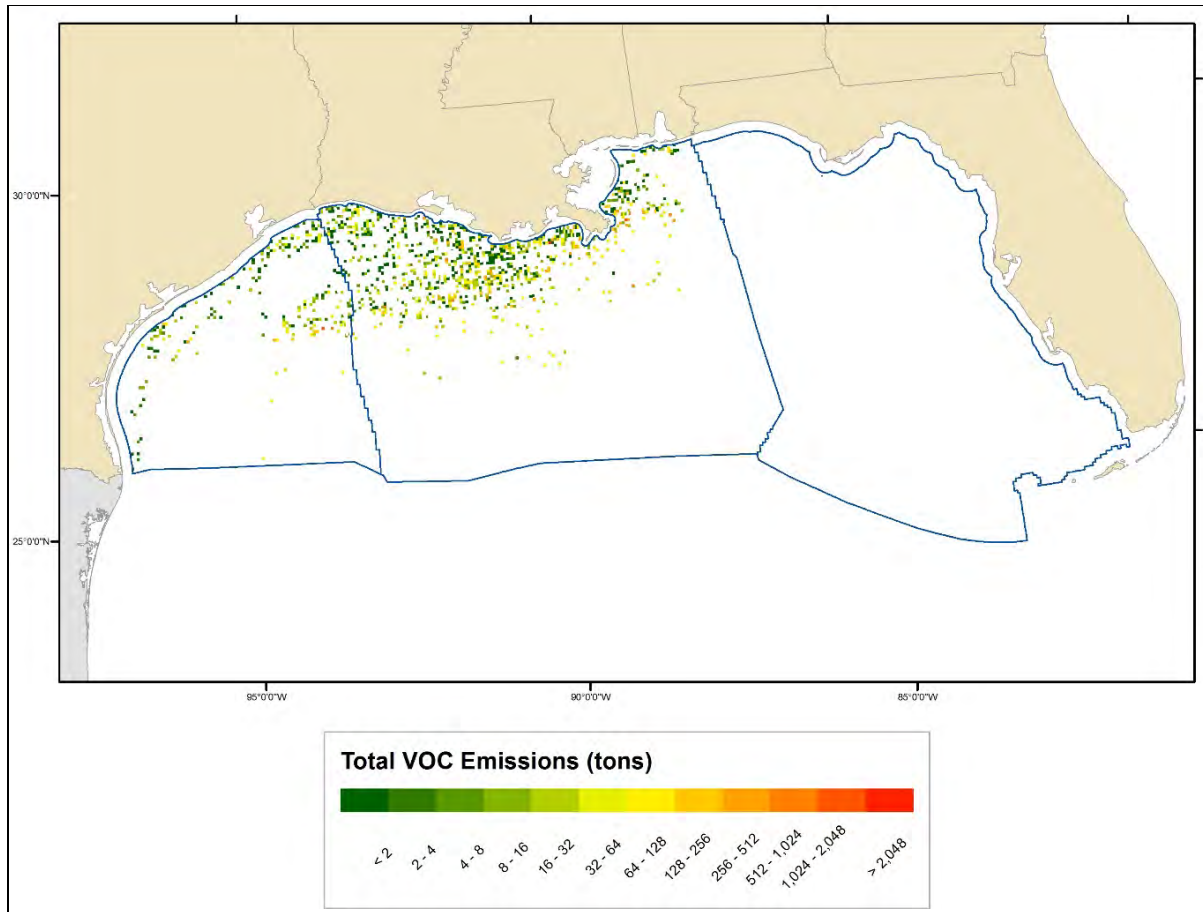 30°0'0"N
25°0'0"N
95°0'0"W
90°0'0"W
85°0'0"W
Total VOC Emissions (tons)
< 2
2 - 4
4 - 8
8 - 16
16 - 32
32 - 64
64 - 128
128 - 256
256 - 512
512 - 1,024
1,024 - 2,048
> 2,048